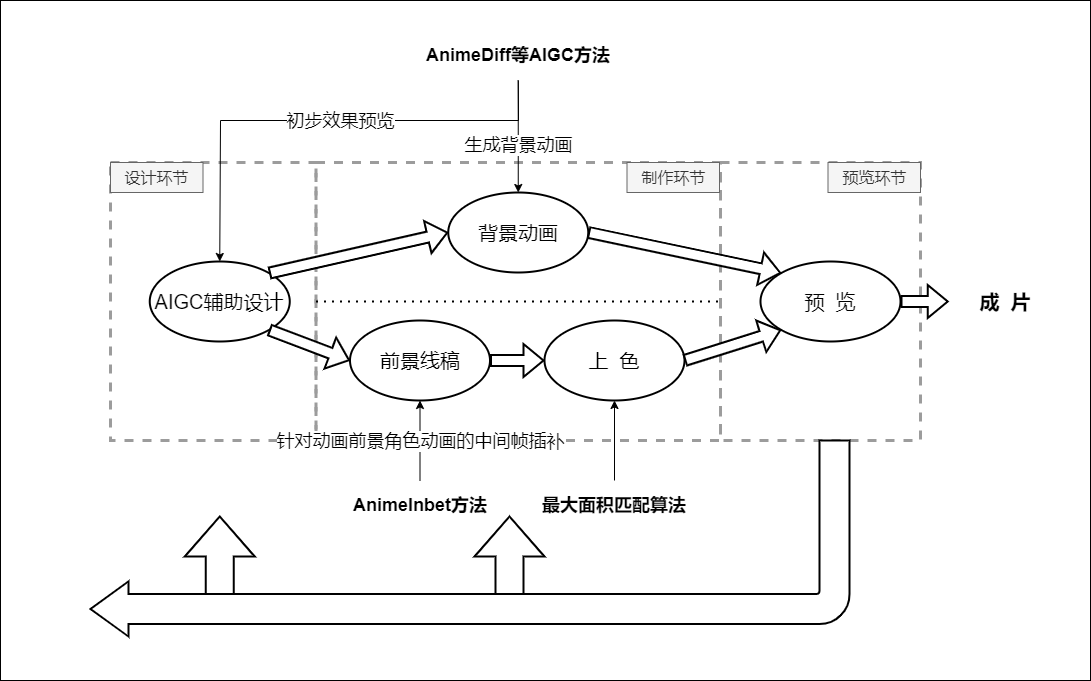 AnimeDiff等AIGC方法
初步效果预览
生成背景动画
设计环节
制作环节
预览环节
背景动画
AIGC辅助设计
预 览
成 片
前景线稿
上 色
针对动画前景角色动画的中间帧插补
AnimeInbet方法
最大面积匹配算法